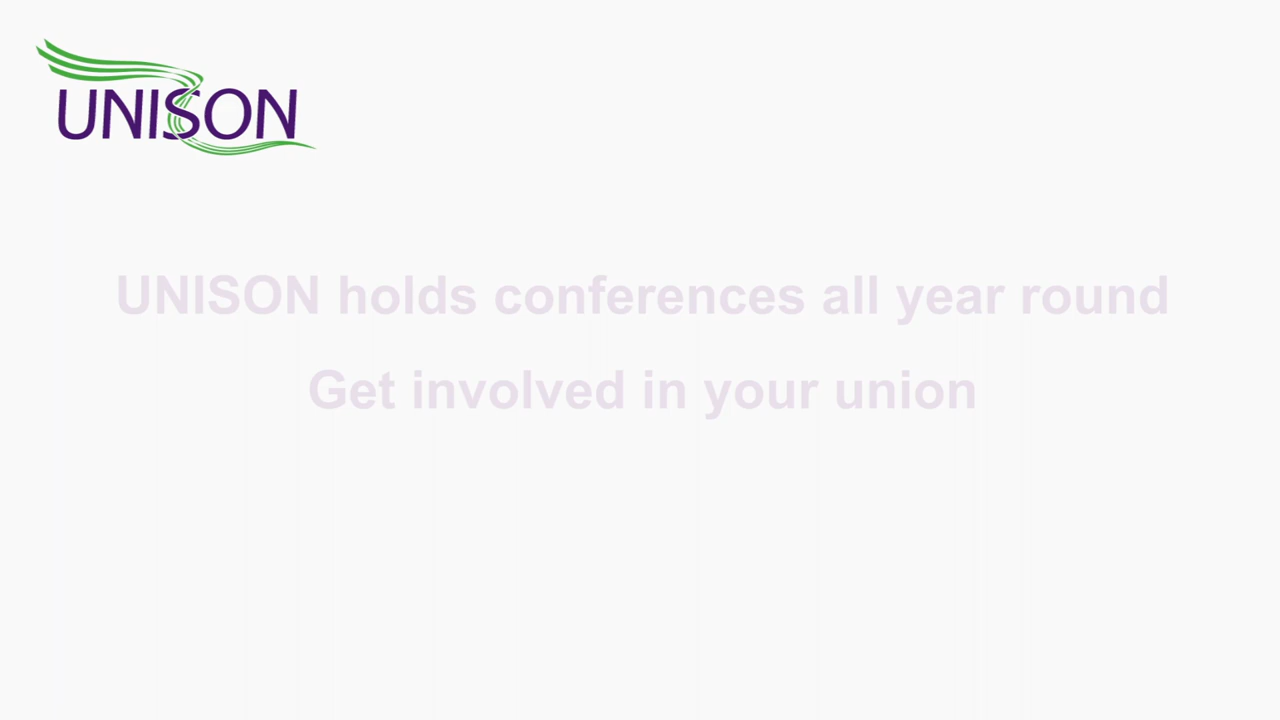 UNISON
UNISON holds conferences all year round
Get involved in your union